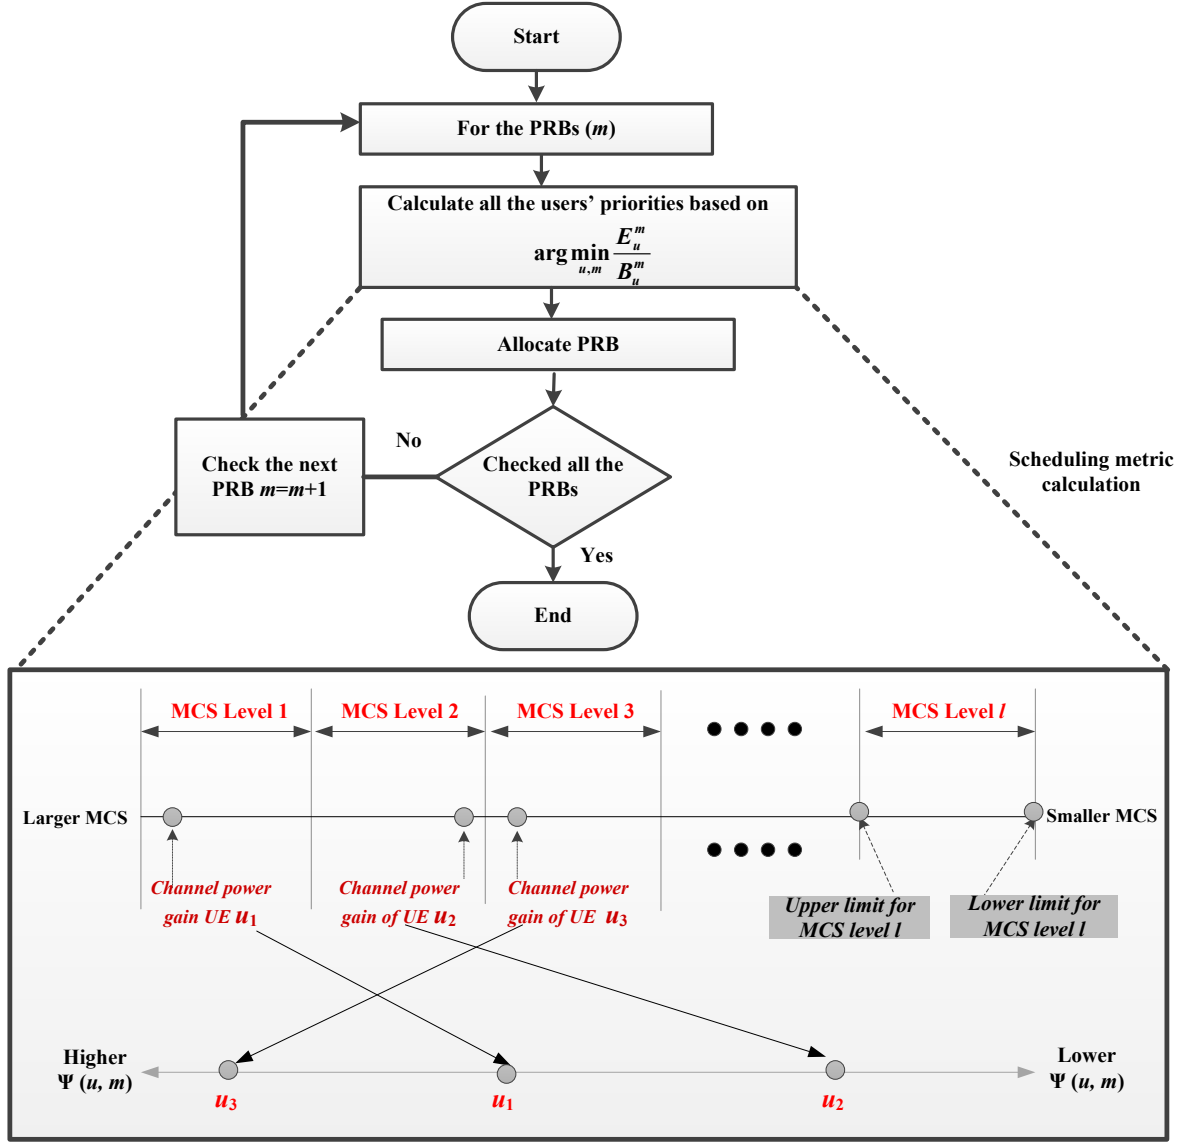 Start
For the PRBs (m)
Calculate all the users’ priorities based on
arg min_{u,m} E_u^m / B_u^m
Allocate PRB
No
Checked all the
PRBs
Check the next
PRB m=m+1
Scheduling metric
calculation
Yes
End
MCS Level 1
MCS Level 2
MCS Level 3
MCS Level l
Larger MCS
Smaller MCS
Channel power
gain UE u₁
Channel power
gain of UE u₂
Channel power
gain of UE u₃
Upper limit for
MCS level l
Lower limit for
MCS level l
Higher
Ψ (u, m)
Lower
Ψ (u, m)
u₃
u₁
u₂